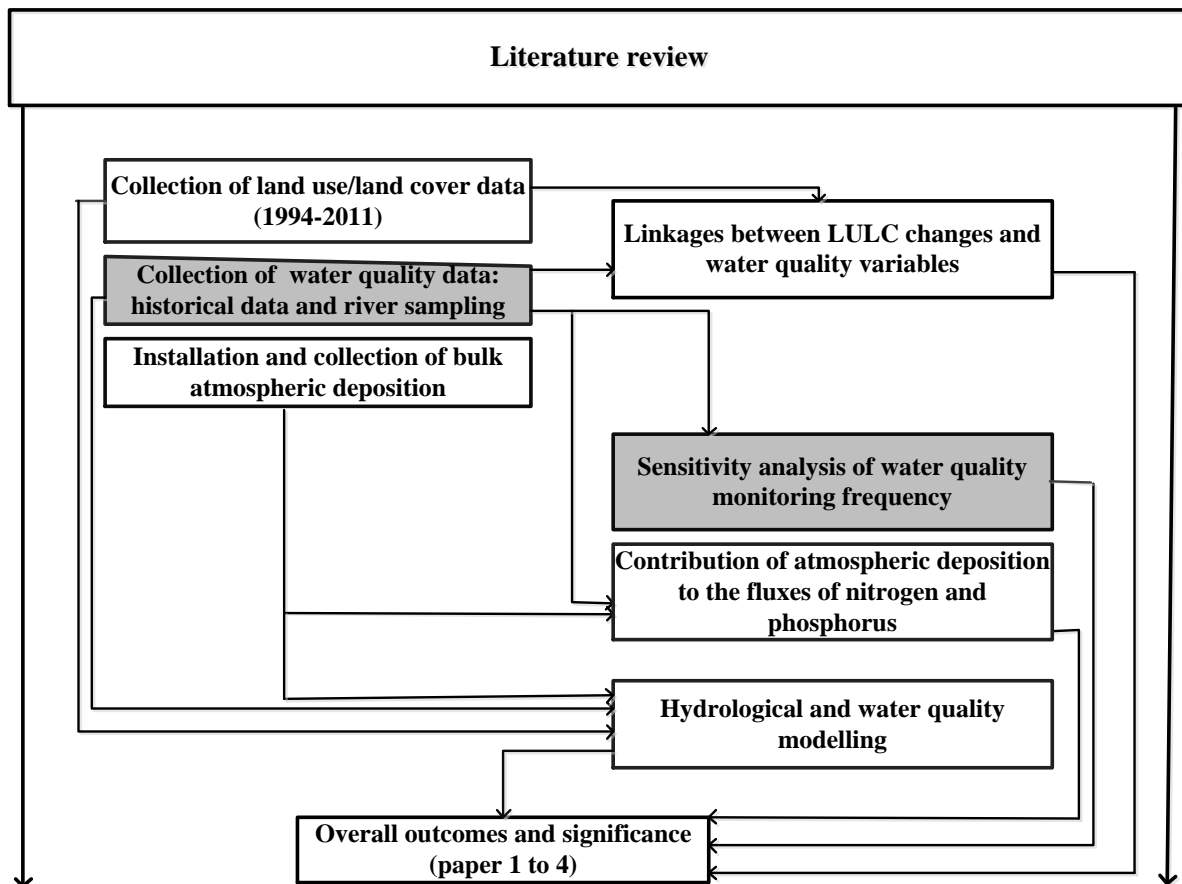 Literature review
Collection of land use/land cover data
(1994-2011)
Linkages between LULC changes and
water quality variables
Collection of water quality data:
historical data and river sampling
Installation and collection of bulk
atmospheric deposition
Sensitivity analysis of water quality
monitoring frequency
Contribution of atmospheric deposition
to the fluxes of nitrogen and
phosphorus
Hydrological and water quality
modelling
Overall outcomes and significance
(paper 1 to 4)